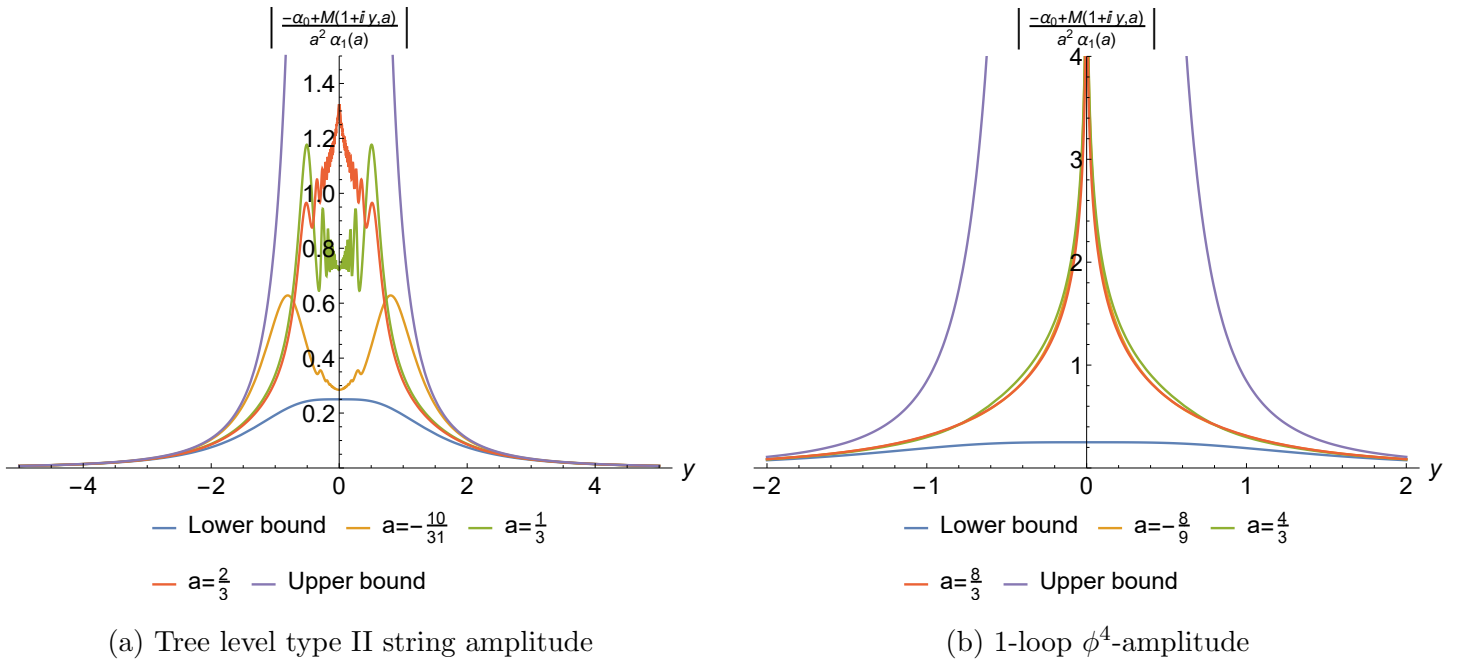 | (-α₀+M(1+ⅈ y,a)) / (a² α₁(a)) |
1.4
1.2
1.0
0.8
0.6
0.4
0.2
−4 −2 0 2 4 y
— Lower bound — a=-10/31 — a=1/3
— a=2/3 — Upper bound
(a) Tree level type II string amplitude
| (-α₀+M(1+ⅈ y,a)) / (a² α₁(a)) |
4
3
2
1
−2 −1 0 1 2 y
— Lower bound — a=-8/9 — a=4/3
— a=8/3 — Upper bound
(b) 1-loop ϕ⁴-amplitude